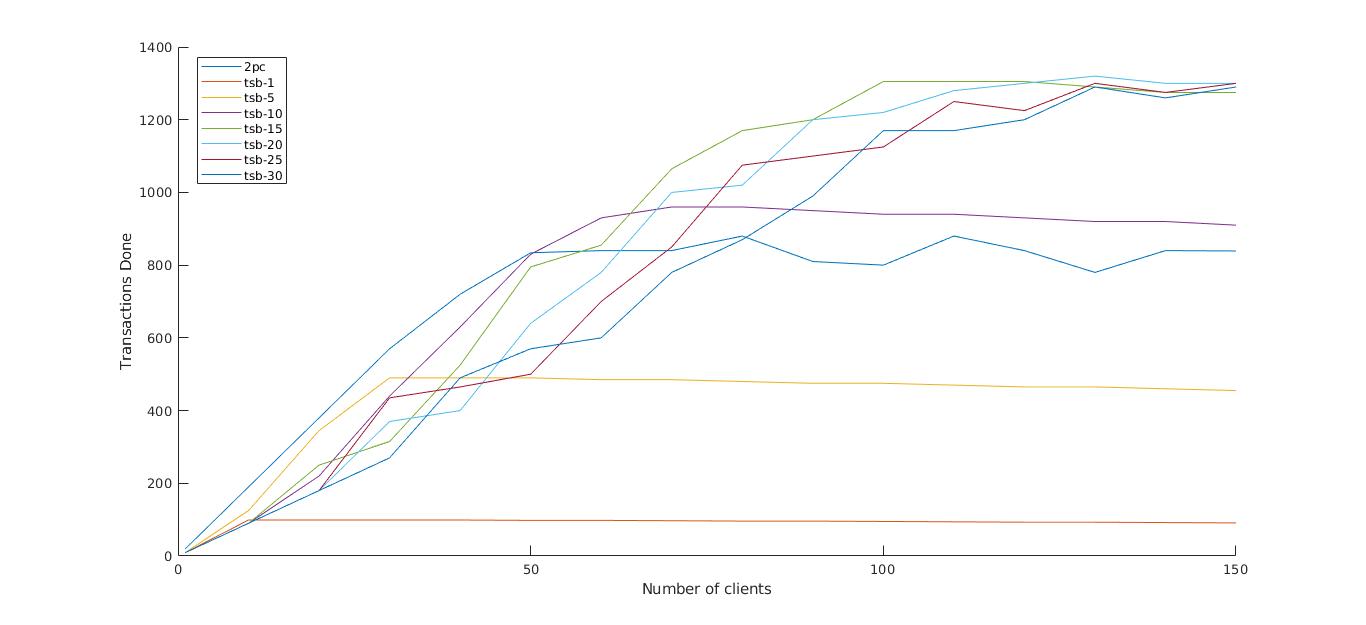 1400
1200
1000
800
600
400
200
0
Transactions Done
2pc
tsb-1
tsb-5
tsb-10
tsb-15
tsb-20
tsb-25
tsb-30
0 50 100 150
Number of clients